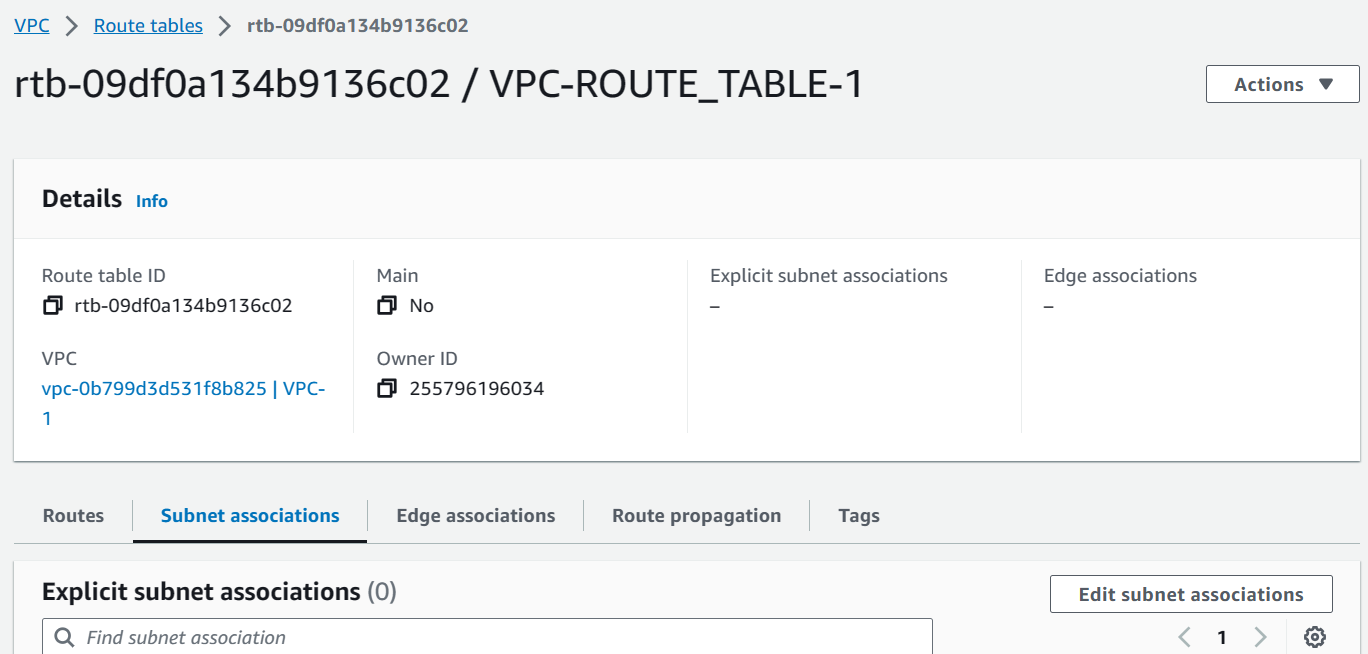 VPC > Route tables > rtb-09df0a134b9136c02
rtb-09df0a134b9136c02 / VPC-ROUTE_TABLE-1
Actions ▼
Details Info
Route table ID
rtb-09df0a134b9136c02
Main
No
Explicit subnet associations
–
Edge associations
–
VPC
vpc-0b799d3d531f8b825 | VPC-
1
Owner ID
255796196034
Routes Subnet associations Edge associations Route propagation Tags
Explicit subnet associations (0)
Edit subnet associations
Find subnet association
< 1 >